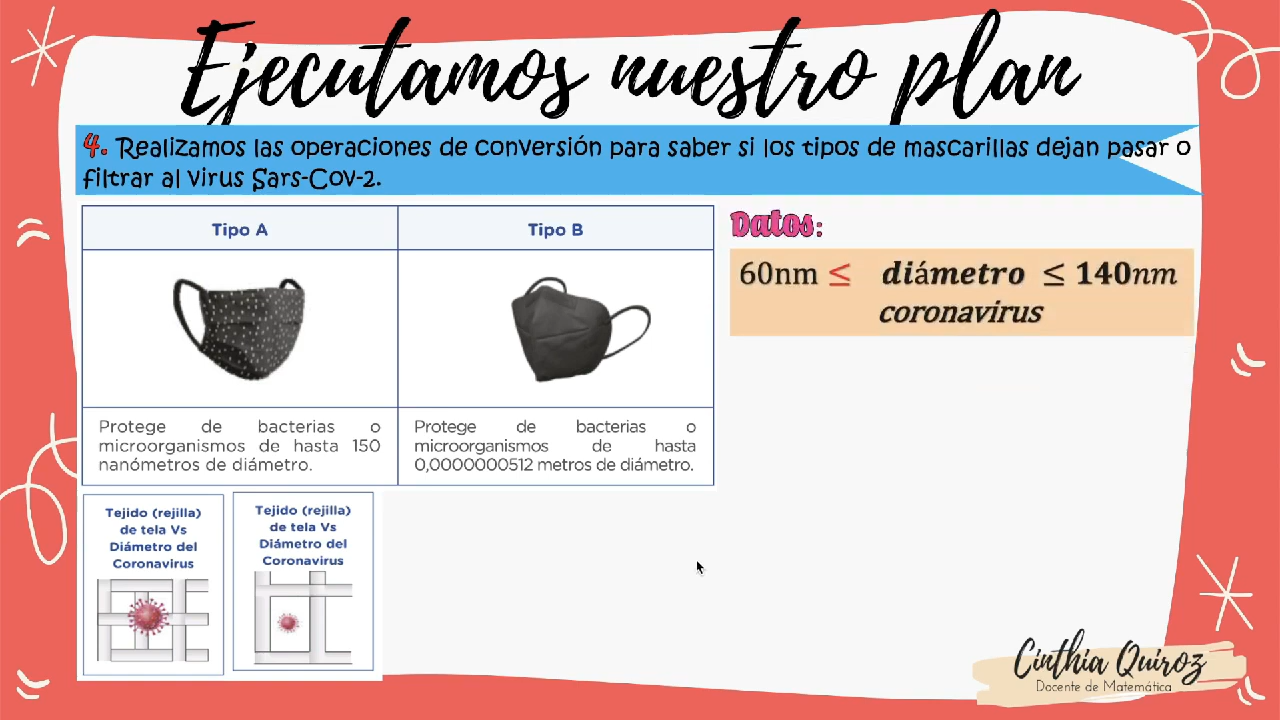 Ejecutamos nuestro plan
4. Realizamos las operaciones de conversión para saber si los tipos de mascarillas dejan pasar o
filtrar al virus Sars-Cov-2.
Tipo A
Tipo B
Protege de bacterias o
microorganismos de hasta 150
nanómetros de diámetro.
Protege de bacterias o
microorganismos de hasta
0,0000000512 metros de diámetro.
Datos:
60nm ≤ diámetro ≤ 140nm
coronavirus
Tejido (rejilla)
de tela Vs
Diámetro del
Coronavirus
Tejido (rejilla)
de tela Vs
Diámetro del
Coronavirus
Cinthia Quiroz
Docente de Matemática